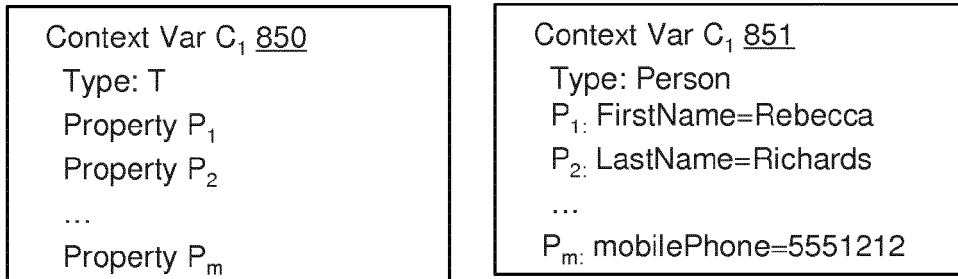 Context Var C₁ 850
Type: T
Property P₁
Property P₂
...
Property Pₘ
Context Var C₁ 851
Type: Person
P₁: FirstName=Rebecca
P₂: LastName=Richards
...
Pₘ: mobilePhone=5551212